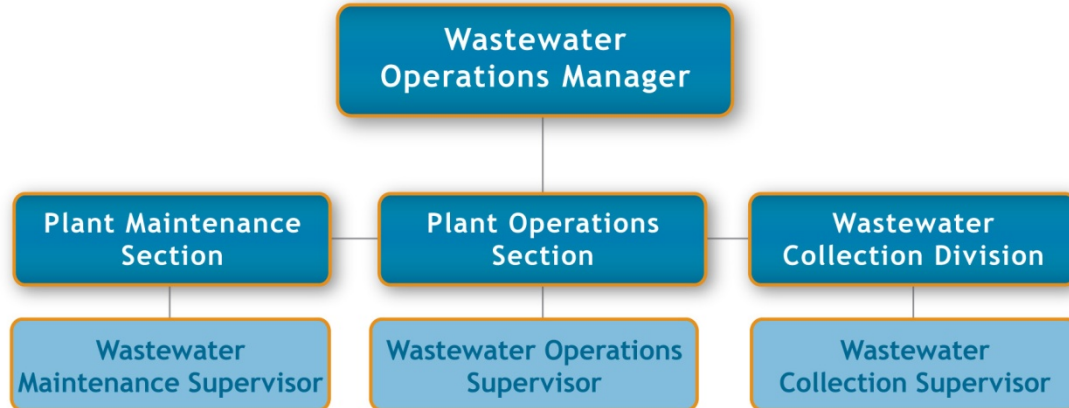 Wastewater
Operations Manager
Plant Maintenance
Section
Plant Operations
Section
Wastewater
Collection Division
Wastewater
Maintenance Supervisor
Wastewater Operations
Supervisor
Wastewater
Collection Supervisor